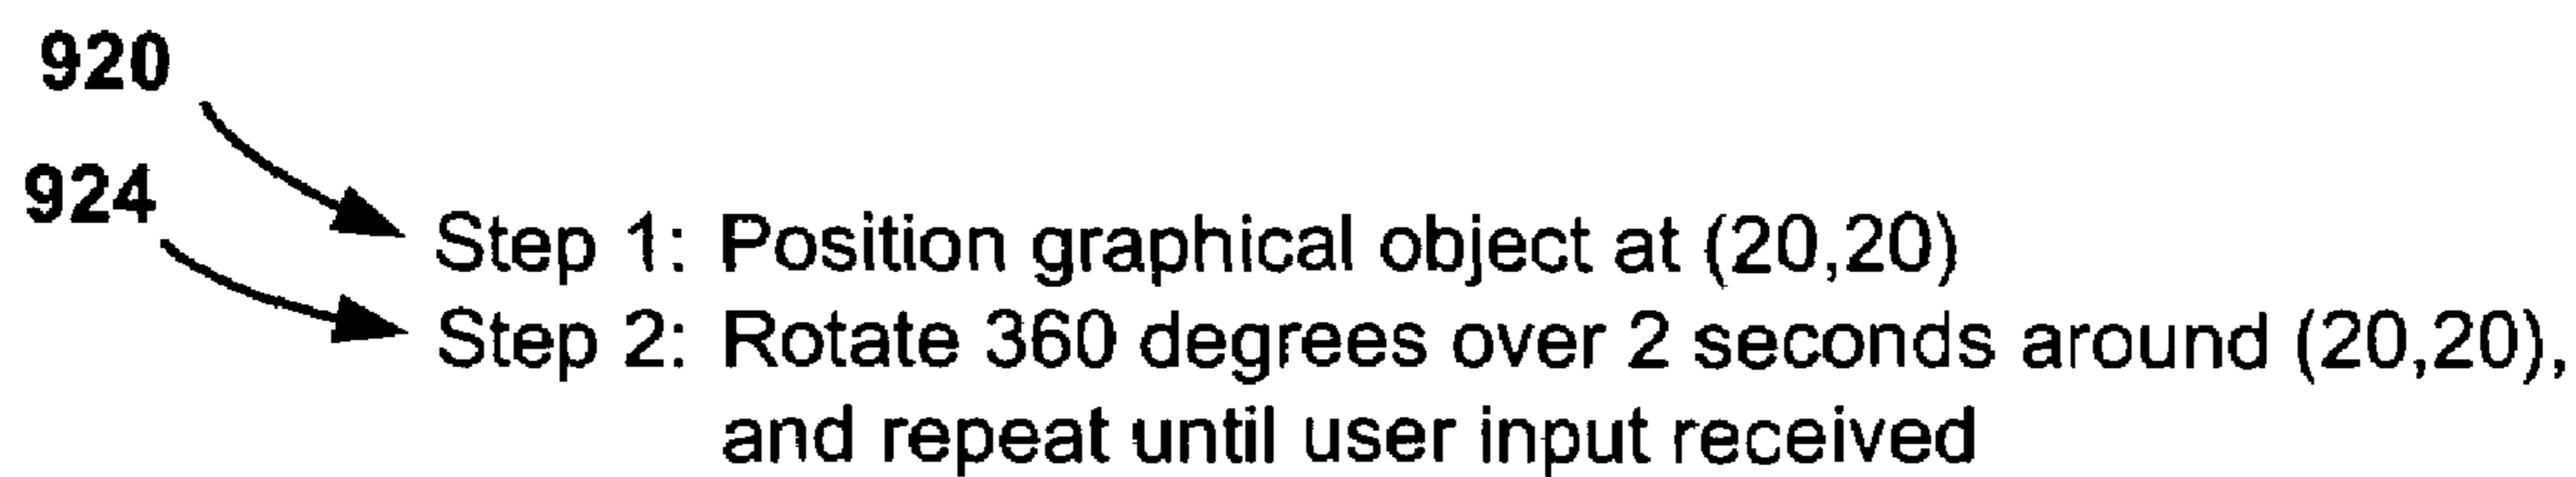 920
924
Step 1: Position graphical object at (20,20)
Step 2: Rotate 360 degrees over 2 seconds around (20,20),
and repeat until user input received